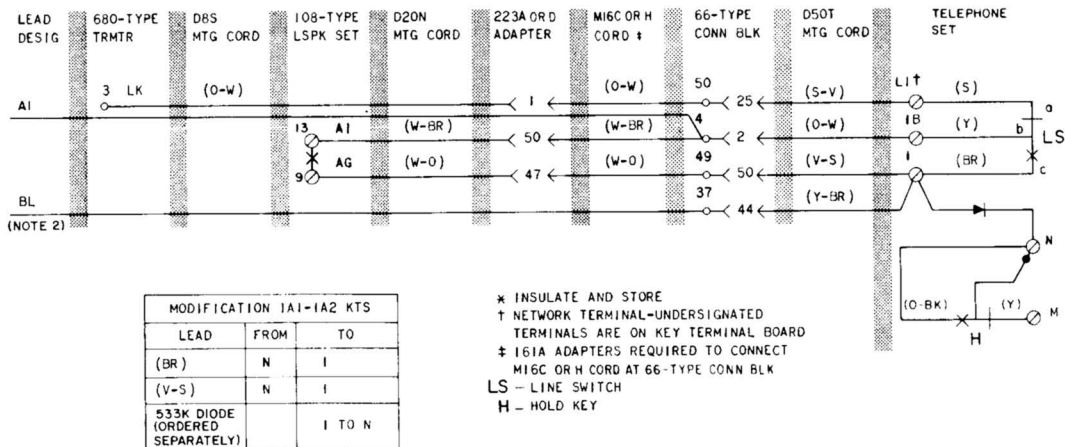 LEAD DESIG
680-TYPE TRMTR
D8S MTG CORD
108-TYPE LSPK SET
D20N MTG CORD
223A OR D ADAPTER
M16C OR H CORD ‡
66-TYPE CONN BLK
D50T MTG CORD
TELEPHONE SET
3 LK (O-W) 1 (O-W) 50 25 (S-V) L1† (S) a
A1
13 A1 (W-BR) 50 (W-BR) 4 2 (O-W) 18 (Y) b LS
9 AG (W-O) 47 (W-O) 49 50 (V-S) 1 (BR) c
BL 37 44 (Y-BR)
(NOTE 2)
N
(O-BK) (Y) M
H
MODIFICATION 1A1-1A2 KTS
LEAD FROM TO
(BR) N 1
(V-S) N 1
533K DIODE
(ORDERED 1 TO N
SEPARATELY)
* INSULATE AND STORE
† NETWORK TERMINAL-UNDERSIGNATED
TERMINALS ARE ON KEY TERMINAL BOARD
‡ 161A ADAPTERS REQUIRED TO CONNECT
M16C OR H CORD AT 66-TYPE CONN BLK
LS - LINE SWITCH
H - HOLD KEY